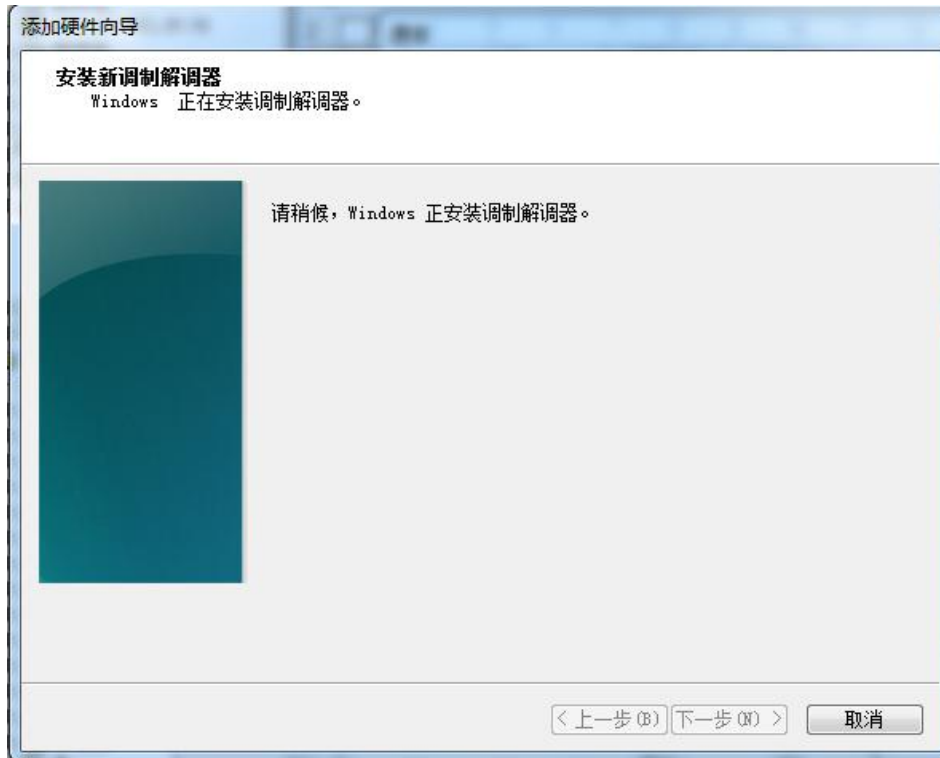 添加硬件向导
安装新调制解调器
Windows 正在安装调制解调器。
请稍候，Windows 正安装调制解调器。
< 上一步(B) 下一步(N) > 取消